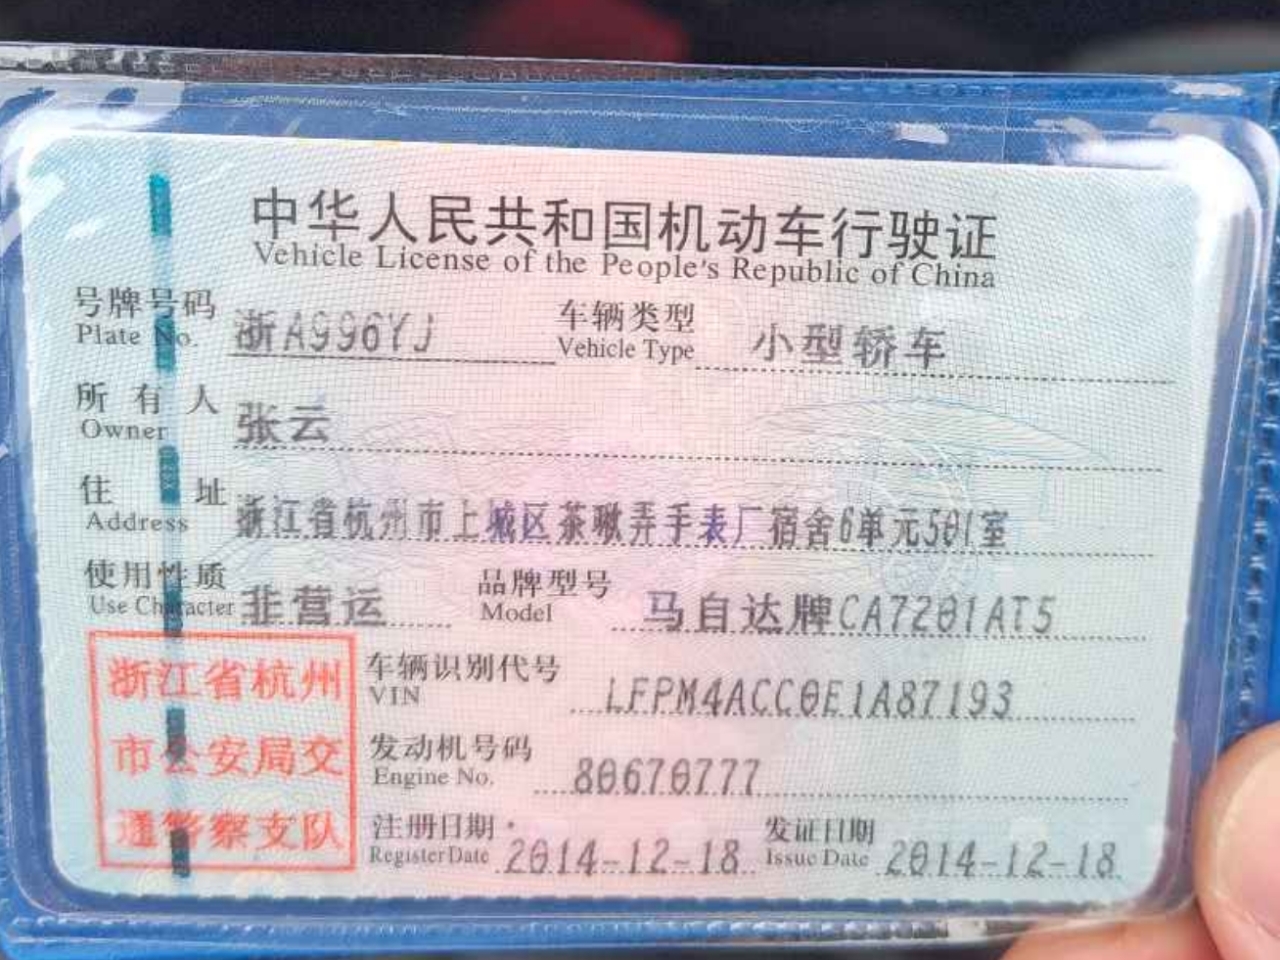 中华人民共和国机动车行驶证
Vehicle License of the People's Republic of China
号牌号码 浙A996YJ 车辆类型 小型轿车
Plate No. Vehicle Type
所有人 张云
Owner
住址 浙江省杭州市上城区茶啾弄手表厂宿舍6单元501室
Address
使用性质 非营运 品牌型号 马自达牌CA7201AT5
Use Character Model
浙江省杭州
市公安局交
通警察支队
车辆识别代号 LFPM4ACC0E1A87193
VIN
发动机号码 80670777
Engine No.
注册日期 2014-12-18 发证日期 2014-12-18
Register Date Issue Date